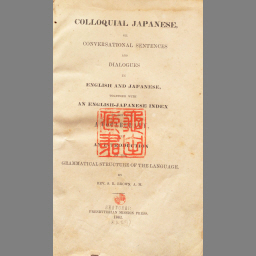 COLLOQUIAL JAPANESE,
OR
CONVERSATIONAL SENTENCES
AND
DIALOGUES
IN
ENGLISH AND JAPANESE,
TOGETHER WITH
AN ENGLISH-JAPANESE INDEX
GRAMMATICAL STRUCTURE OF THE LANGUAGE.
BY
REV. S. R. BROWN, A. M.
SHANGHAI:
PRESBYTERIAN MISSION PRESS.
1863.